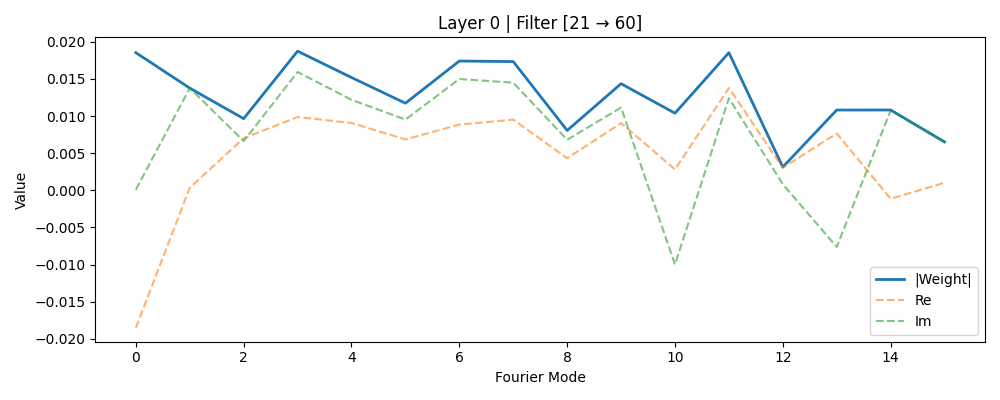 Layer 0 | Filter [21 → 60]
Value
0.020
0.015
0.010
0.005
0.000
−0.005
−0.010
−0.015
−0.020
|Weight|
Re
Im
0 2 4 6 8 10 12 14
Fourier Mode